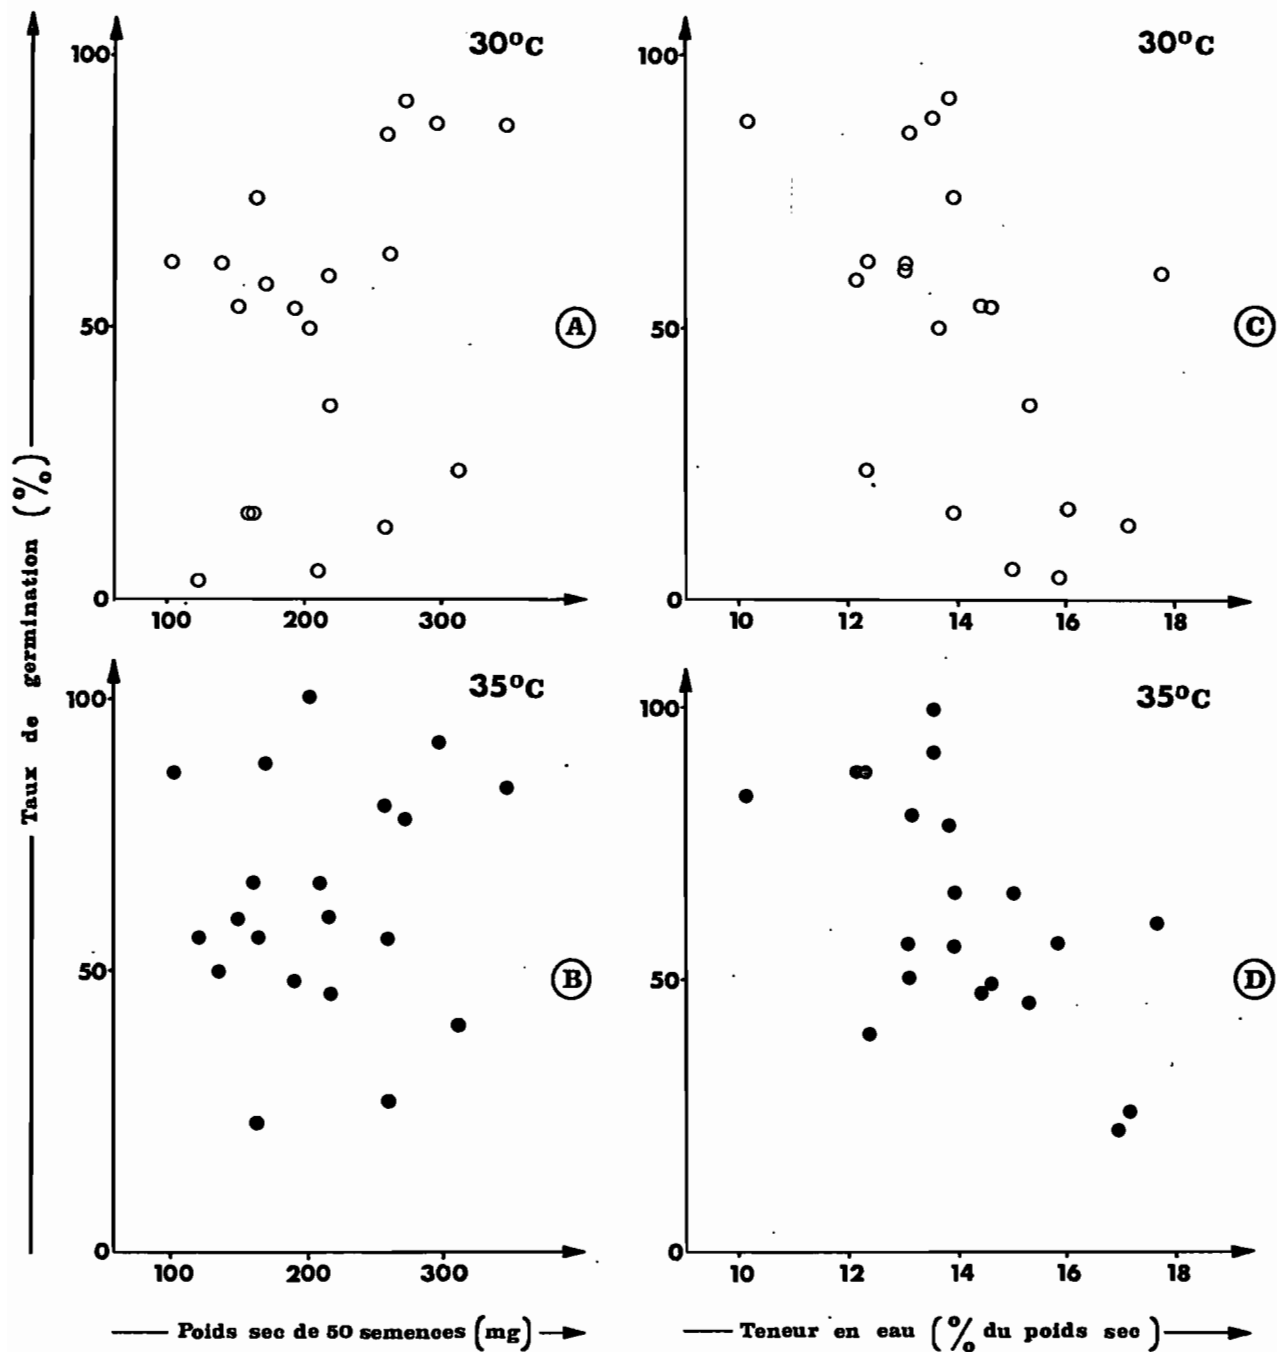 Taux de germination (%)
30°C
100
50
0
100 200 300
A
30°C
100
50
0
10 12 14 16 18
C
35°C
100
50
0
100 200 300
B
Poids sec de 50 semences (mg)
35°C
100
50
0
10 12 14 16 18
D
Teneur en eau (% du poids sec)